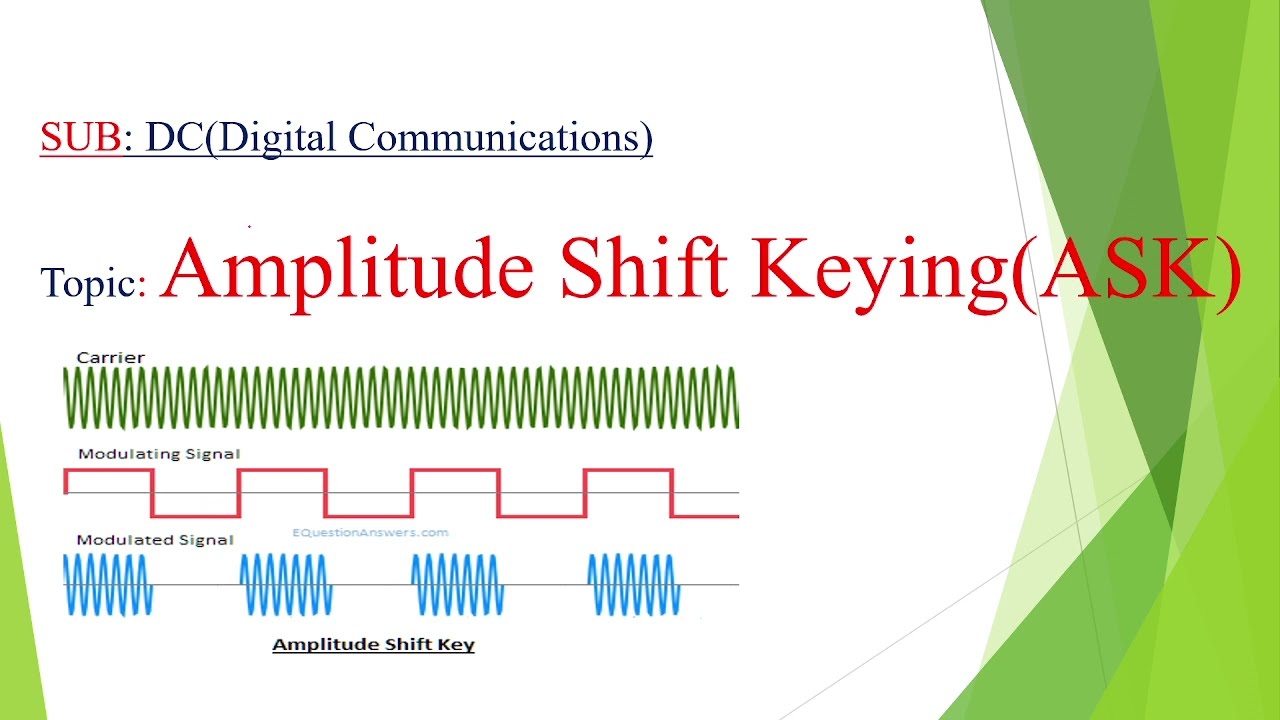 SUB: DC(Digital Communications)
Topic: Amplitude Shift Keying(ASK)
Carrier
Modulating Signal
EQuestionAnswers.com
Modulated Signal
Amplitude Shift Key